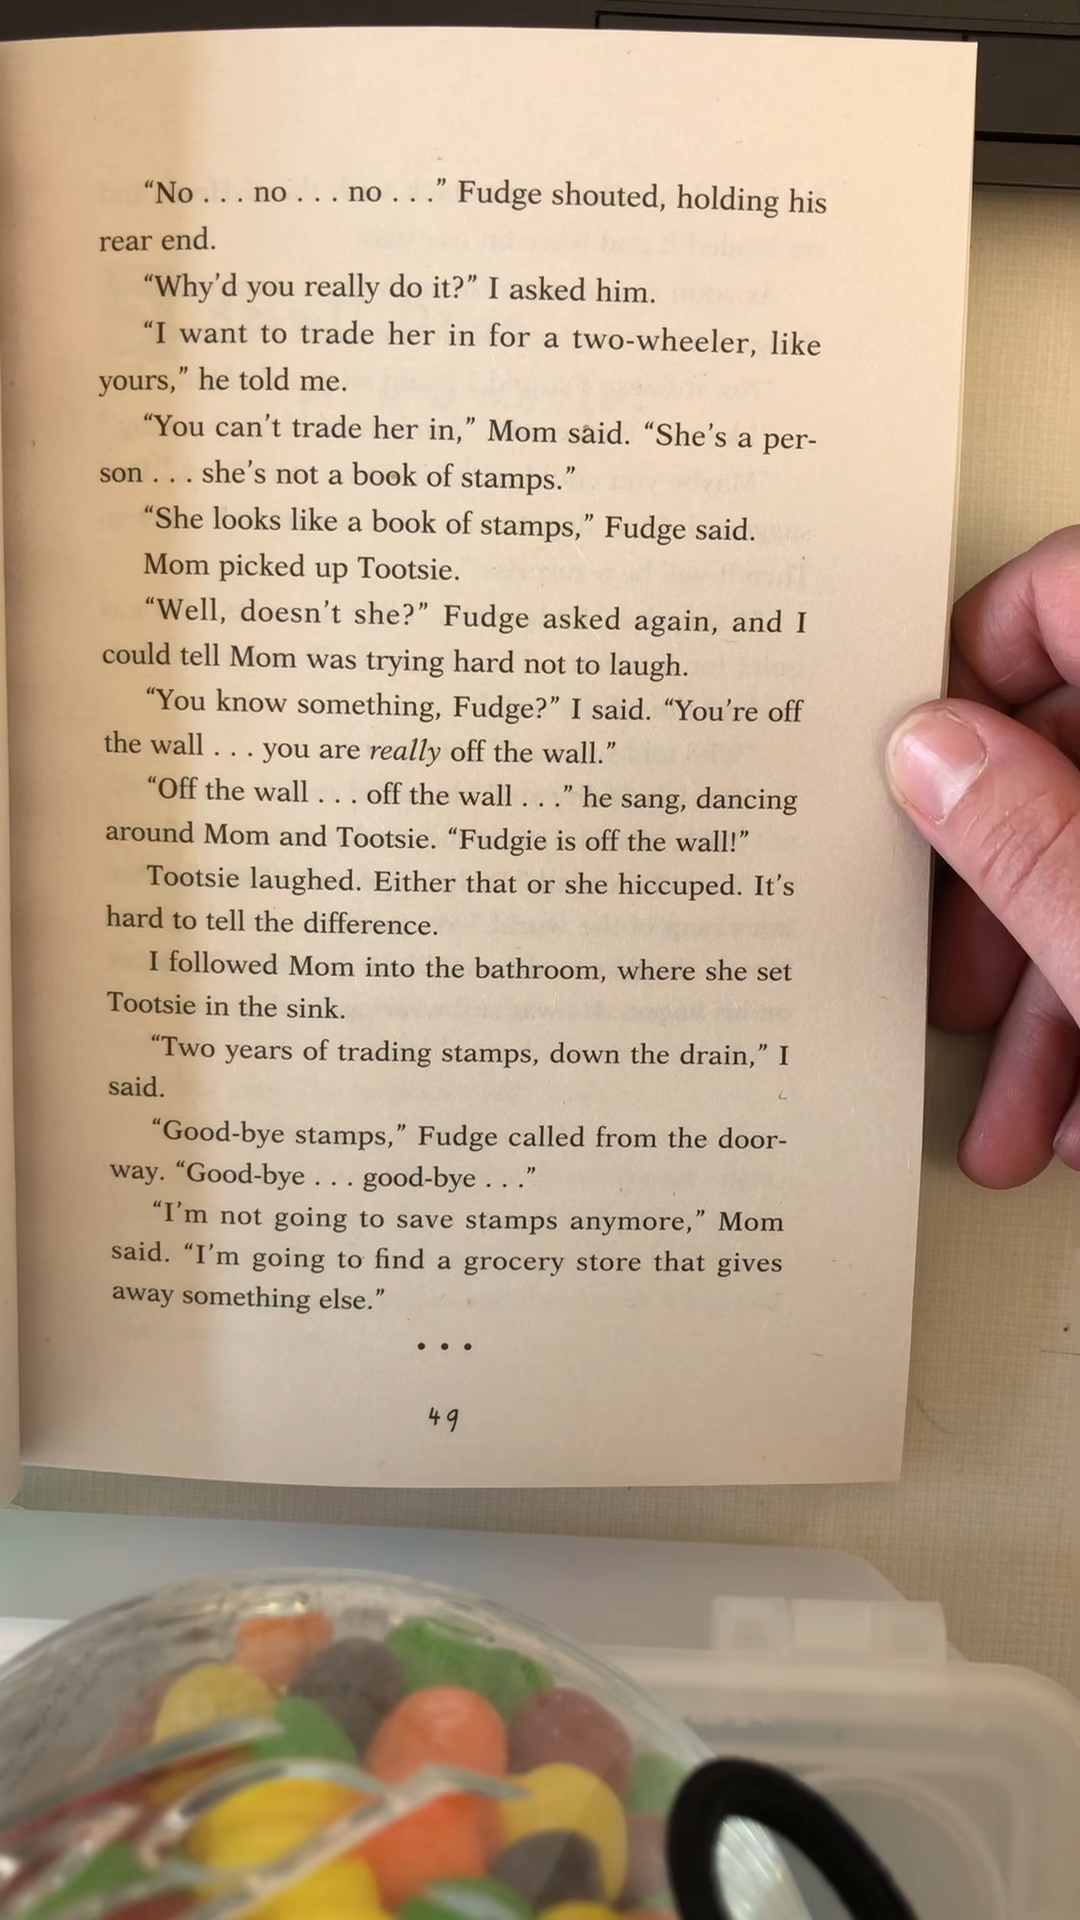 “No . . . no . . . no . . .” Fudge shouted, holding his
rear end.
“Why’d you really do it?” I asked him.
“I want to trade her in for a two-wheeler, like
yours,” he told me.
“You can’t trade her in,” Mom said. “She’s a per-
son . . . she’s not a book of stamps.”
“She looks like a book of stamps,” Fudge said.
Mom picked up Tootsie.
“Well, doesn’t she?” Fudge asked again, and I
could tell Mom was trying hard not to laugh.
“You know something, Fudge?” I said. “You’re off
the wall . . . you are really off the wall.”
“Off the wall . . . off the wall . . .” he sang, dancing
around Mom and Tootsie. “Fudgie is off the wall!”
Tootsie laughed. Either that or she hiccuped. It’s
hard to tell the difference.
I followed Mom into the bathroom, where she set
Tootsie in the sink.
“Two years of trading stamps, down the drain,” I
said.
“Good-bye stamps,” Fudge called from the door-
way. “Good-bye . . . good-bye . . .”
“I’m not going to save stamps anymore,” Mom
said. “I’m going to find a grocery store that gives
away something else.”
• • •
49